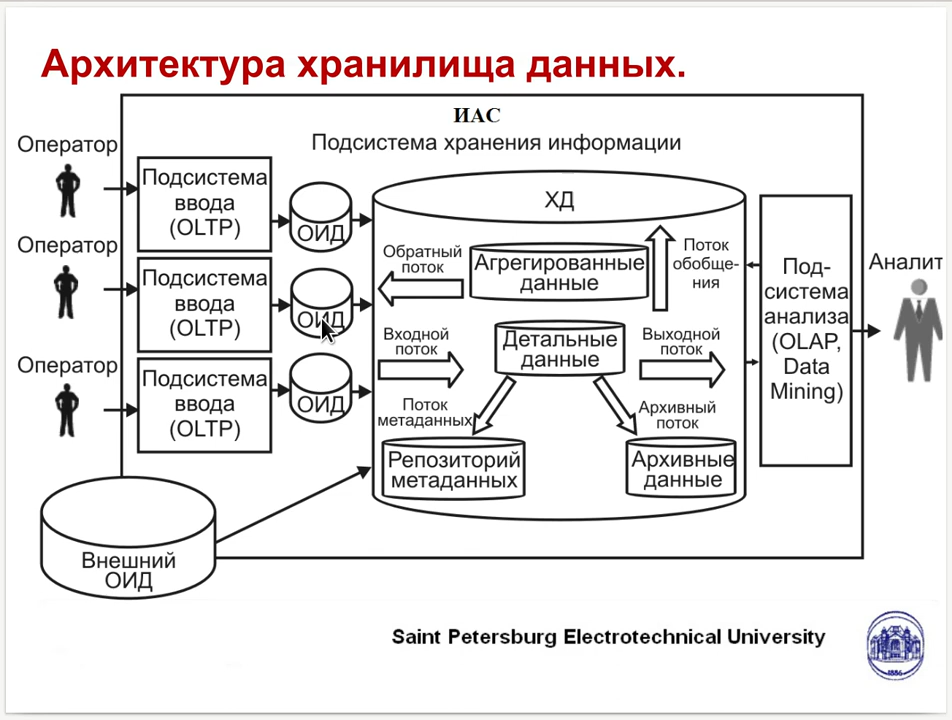 Архитектура хранилища данных.
ИАС
Подсистема хранения информации
Оператор
Подсистема
ввода
(OLTP)
ОИД
Оператор
Подсистема
ввода
(OLTP)
ОИД
Оператор
Подсистема
ввода
(OLTP)
ОИД
Внешний
ОИД
ХД
Обратный
поток
Агрегированные
данные
Поток
обобще-
ния
Входной
поток
Детальные
данные
Выходной
поток
Поток
метаданных
Архивный
поток
Репозиторий
метаданных
Архивные
данные
Под-
система
анализа
(OLAP,
Data
Mining)
Аналит
Saint Petersburg Electrotechnical University
1886